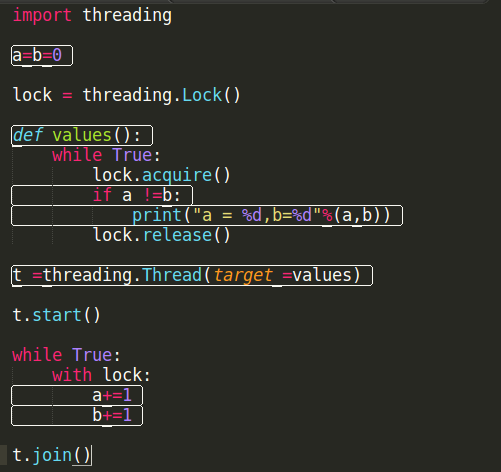 import threading
a=b=0
lock = threading.Lock()
def values():
while True:
lock.acquire()
if a !=b:
print("a = %d,b=%d"%(a,b))
lock.release()
t =threading.Thread(target =values)
t.start()
while True:
with lock:
a+=1
b+=1
t.join()